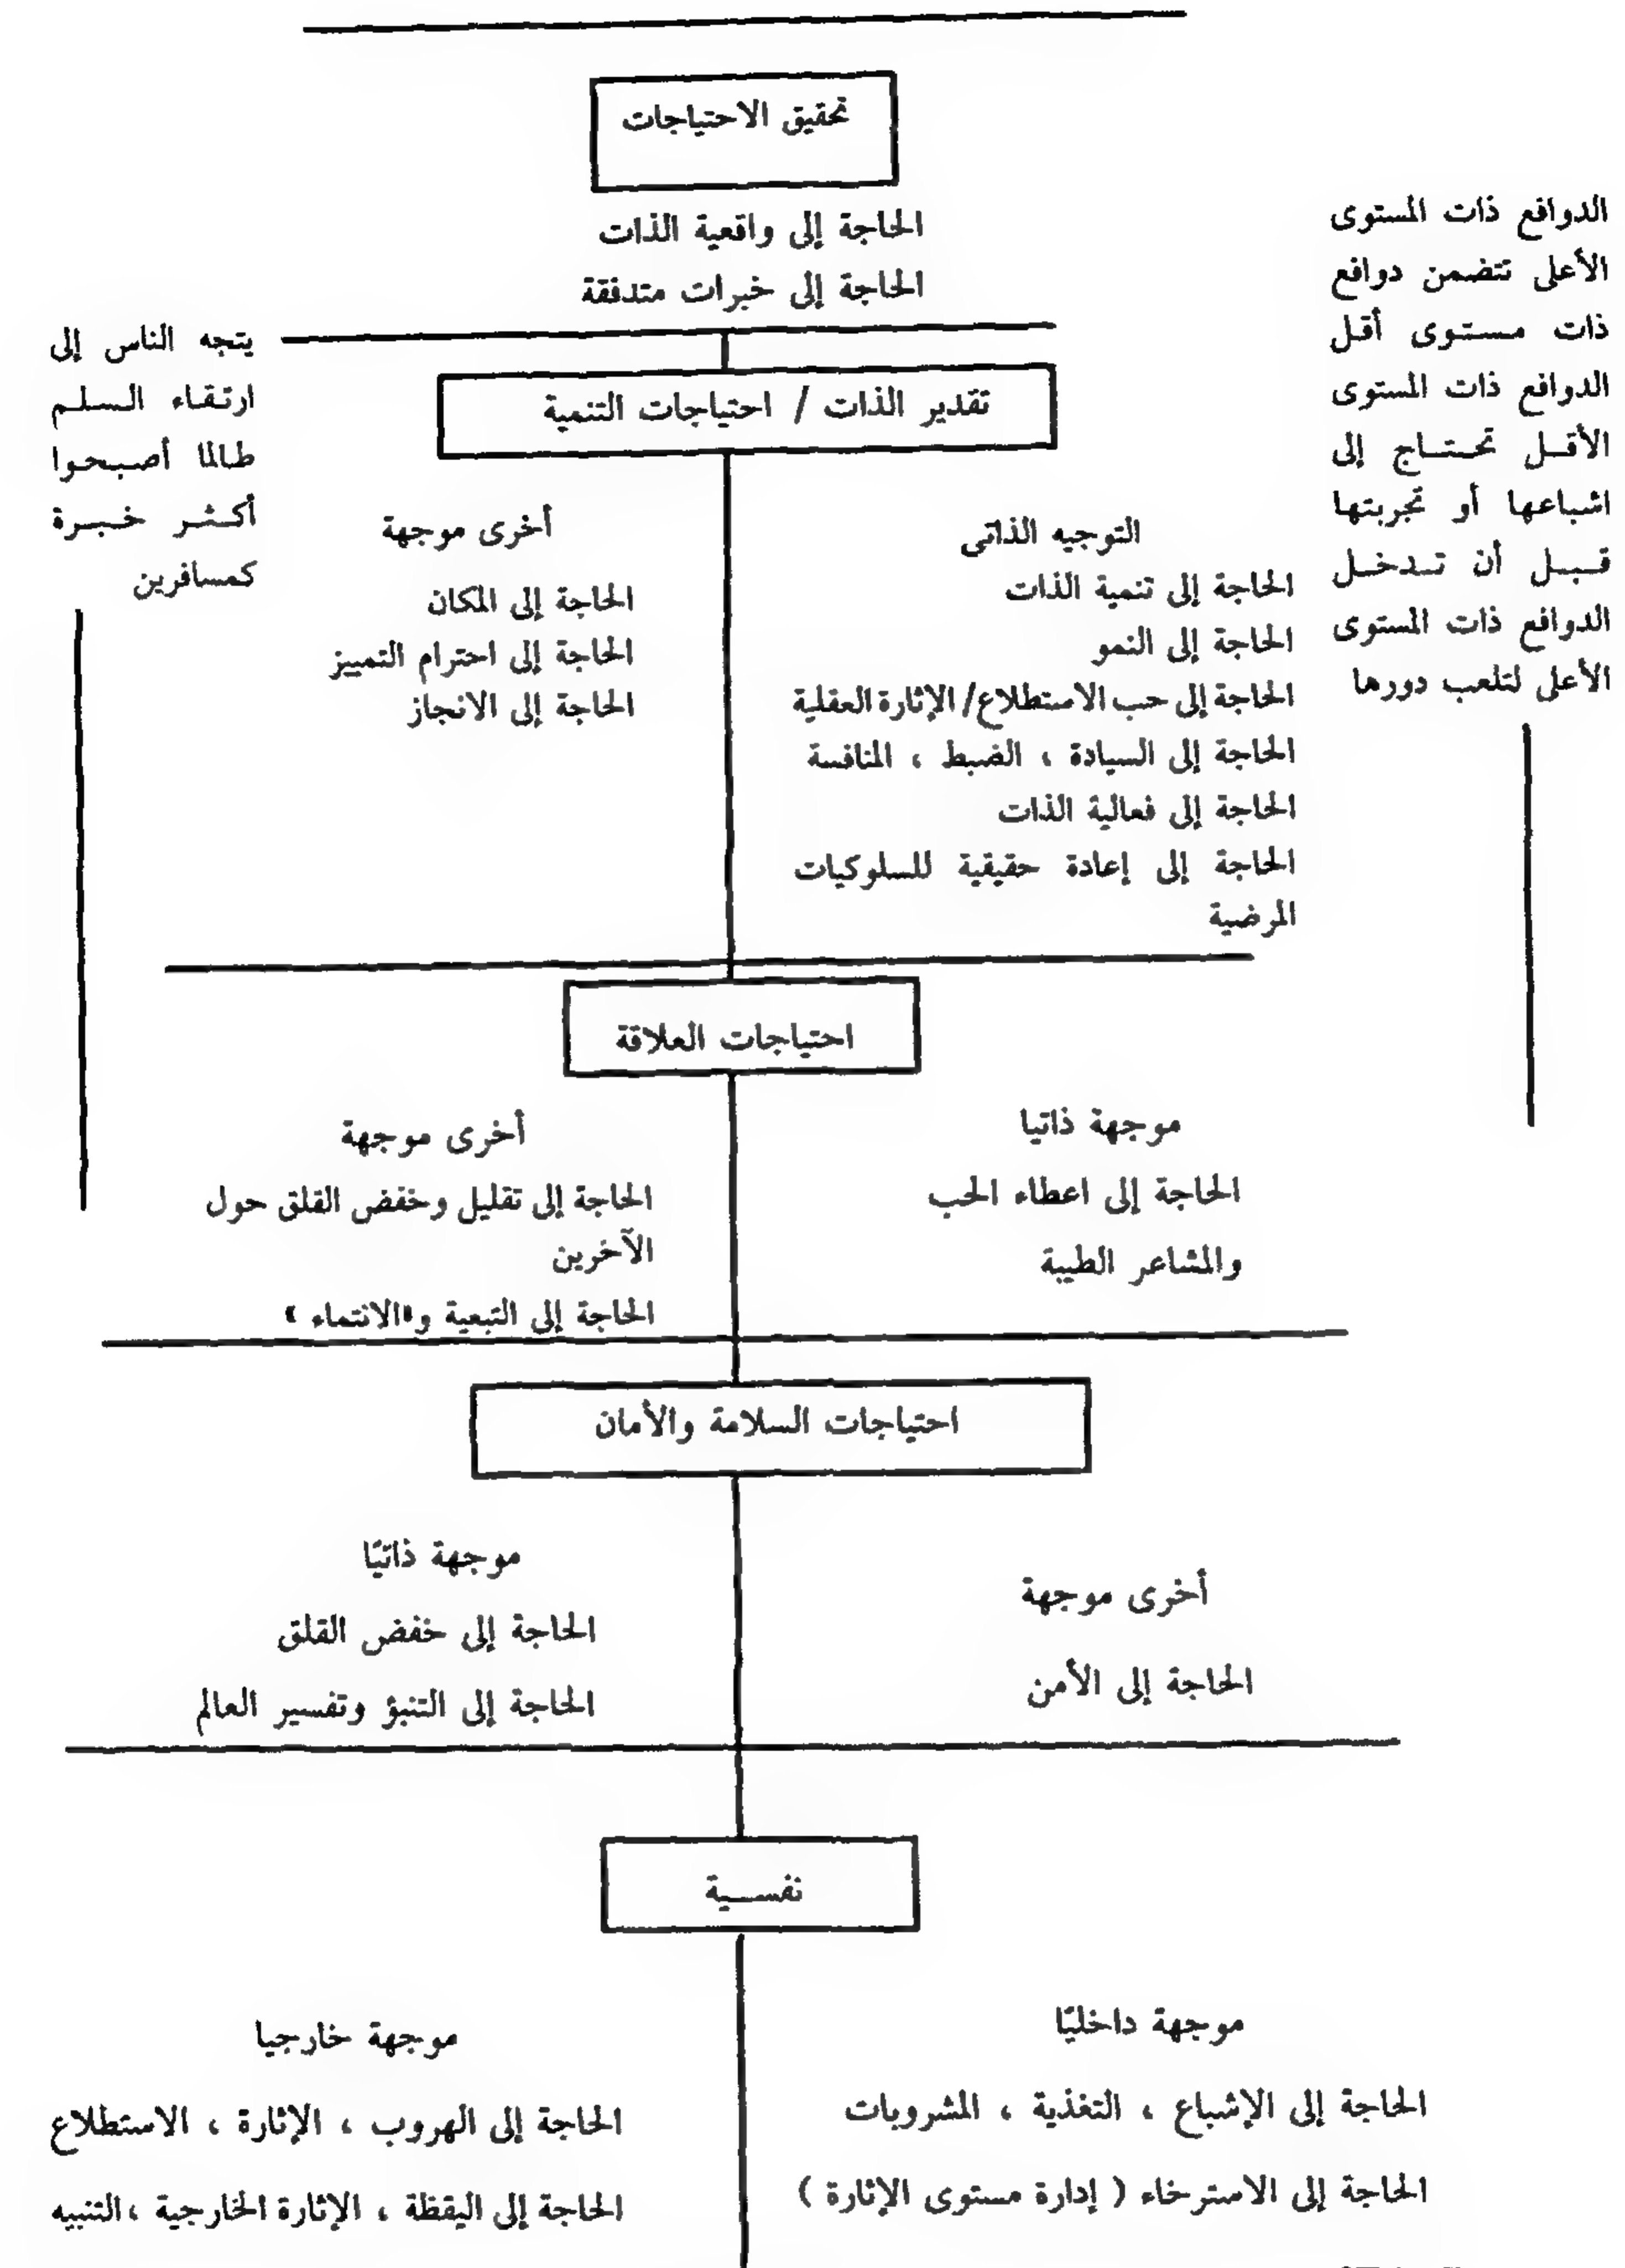 تحقيق الاحتياجات
الحاجة إلى واقعية الذات
الحاجة إلى خبرات متدفقة
الدوافع ذات المستوى
الأعلى تتضمن دوافع
ذات مستوى أقل
الدوافع ذات المستوى
الأقل تحتاج إلى
اشباعها أو تجربتها
قبل أن تدخل
الدوافع ذات المستوى
الأعلى لتلعب دورها
يتجه الناس إلى
ارتقاء السلم
طالما أصبحوا
أكثر خبرة
كمسافرين
تقدير الذات / احتياجات التنمية
التوجيه الذاتى
الحاجة إلى تنمية الذات
الحاجة إلى النمو
الحاجة إلى حب الاستطلاع/ الإثارة العقلية
الحاجة إلى السيادة ، الضبط ، المنافسة
الحاجة إلى فعالية الذات
الحاجة إلى إعادة حقيقية للسلوكيات
المرضية
أخرى موجهة
الحاجة إلى المكان
الحاجة إلى احترام التمييز
الحاجة إلى الانجاز
احتياجات العلاقة
موجهة ذاتيا
الحاجة إلى اعطاء الحب
والمشاعر الطيبة
أخرى موجهة
الحاجة إلى تقليل وخفض القلق حول
الآخرين
الحاجة إلى التبعية و«الانتماء »
احتياجات السلامة والأمان
أخرى موجهة
الحاجة إلى الأمن
موجهة ذاتيًا
الحاجة إلى خفض القلق
الحاجة إلى التنبؤ وتفسير العالم
نفسية
موجهة داخليًا
الحاجة إلى الإشباع ، التغذية ، المشروبات
الحاجة إلى الاسترخاء ( إدارة مستوى الإثارة )
موجهة خارجيا
الحاجة إلى الهروب ، الإثارة ، الاستطلاع
الحاجة إلى اليقظة ، الإثارة الخارجية ، التنبيه